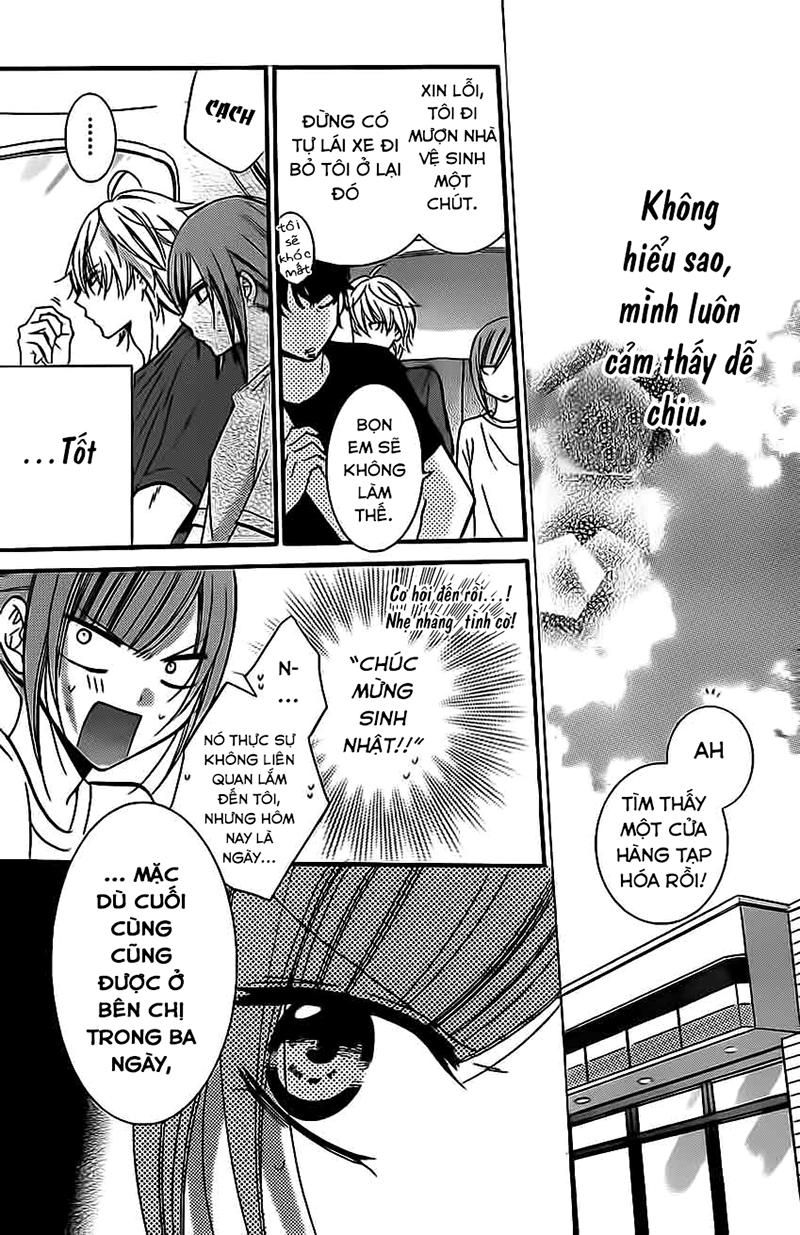 Không
hiểu sao,
mình luôn
cảm thấy dễ
chịu.
AH
TÌM THẤY
MỘT CỬA
HÀNG TẠP
HÓA RỒI!
XIN LỖI,
TÔI ĐI
MƯỢN NHÀ
VỆ SINH
MỘT
CHÚT.
ĐỪNG CÓ
TỰ LÁI XE ĐI
BỎ TÔI Ở LẠI
ĐÓ
tôi
sẽ
khóc
mất
BỌN
EM SẼ
KHÔNG
LÀM
THẾ.
CẠCH
......
...Tốt
Cơ hội đến rồi...!
Nhẹ nhàng, tình cờ!
“CHÚC
MỪNG
SINH
NHẬT!!”
N-
...
NÓ THỰC SỰ
KHÔNG LIÊN
QUAN LẮM
ĐẾN TÔI,
NHƯNG HÔM
NAY LÀ
NGÀY...
... MẶC
DÙ CUỐI
CÙNG
CŨNG
ĐƯỢC Ở
BÊN CHỊ
TRONG BA
NGÀY,